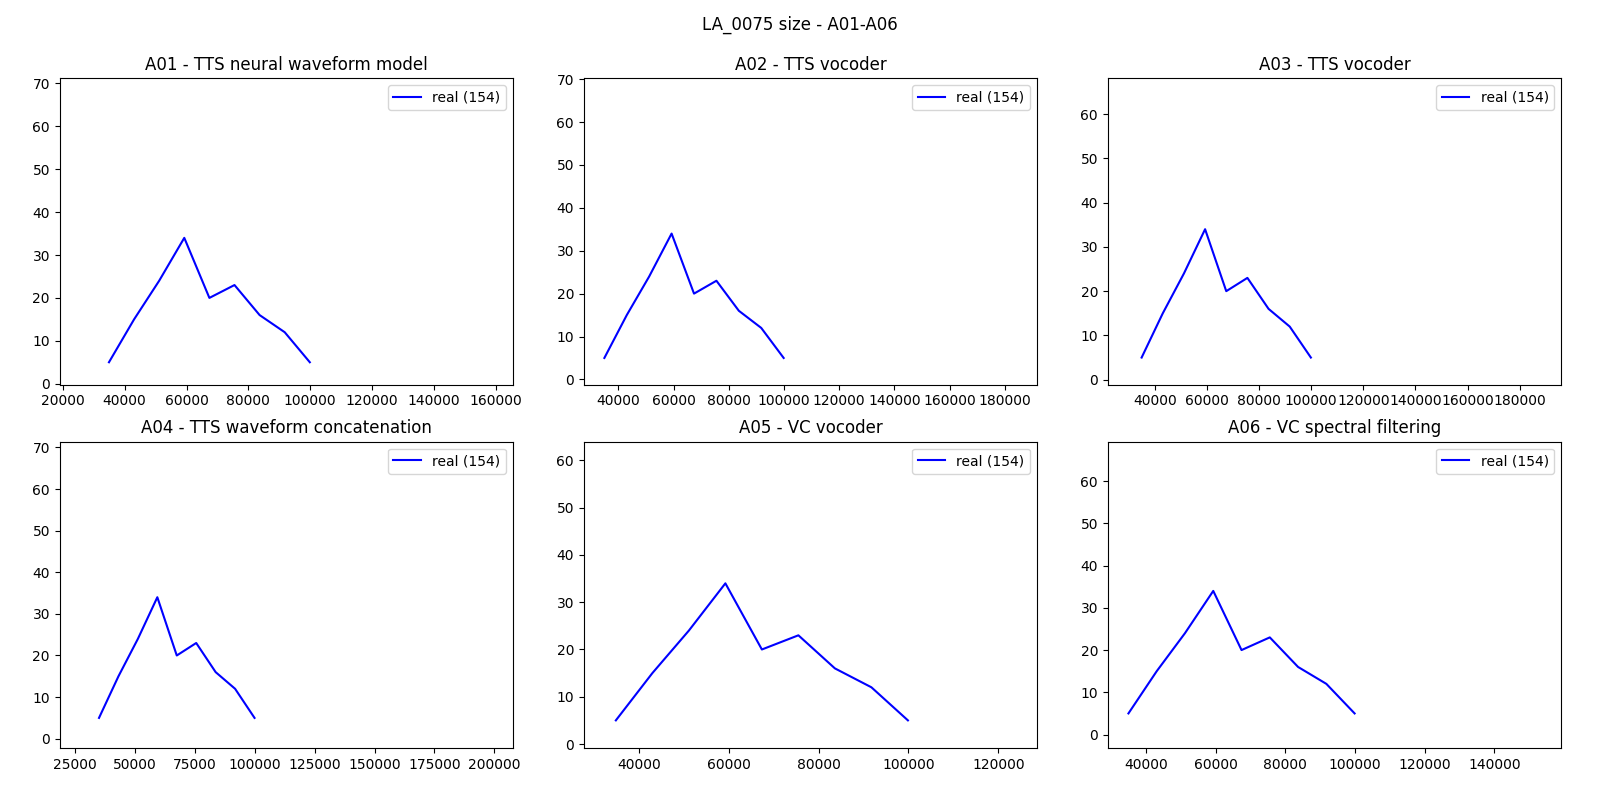 LA_0075 size - A01-A06
A01 - TTS neural waveform model
70
60
50
40
30
20
10
0
real (154)
20000 40000 60000 80000 100000 120000 140000 160000
A02 - TTS vocoder
70
60
50
40
30
20
10
0
real (154)
40000 60000 80000 100000 120000 140000 160000 180000
A03 - TTS vocoder
60
50
40
30
20
10
0
real (154)
40000 60000 80000 100000 120000 140000 160000 180000
A04 - TTS waveform concatenation
70
60
50
40
30
20
10
0
real (154)
25000 50000 75000 100000 125000 150000 175000 200000
A05 - VC vocoder
60
50
40
30
20
10
0
real (154)
40000 60000 80000 100000 120000
A06 - VC spectral filtering
60
50
40
30
20
10
0
real (154)
40000 60000 80000 100000 120000 140000